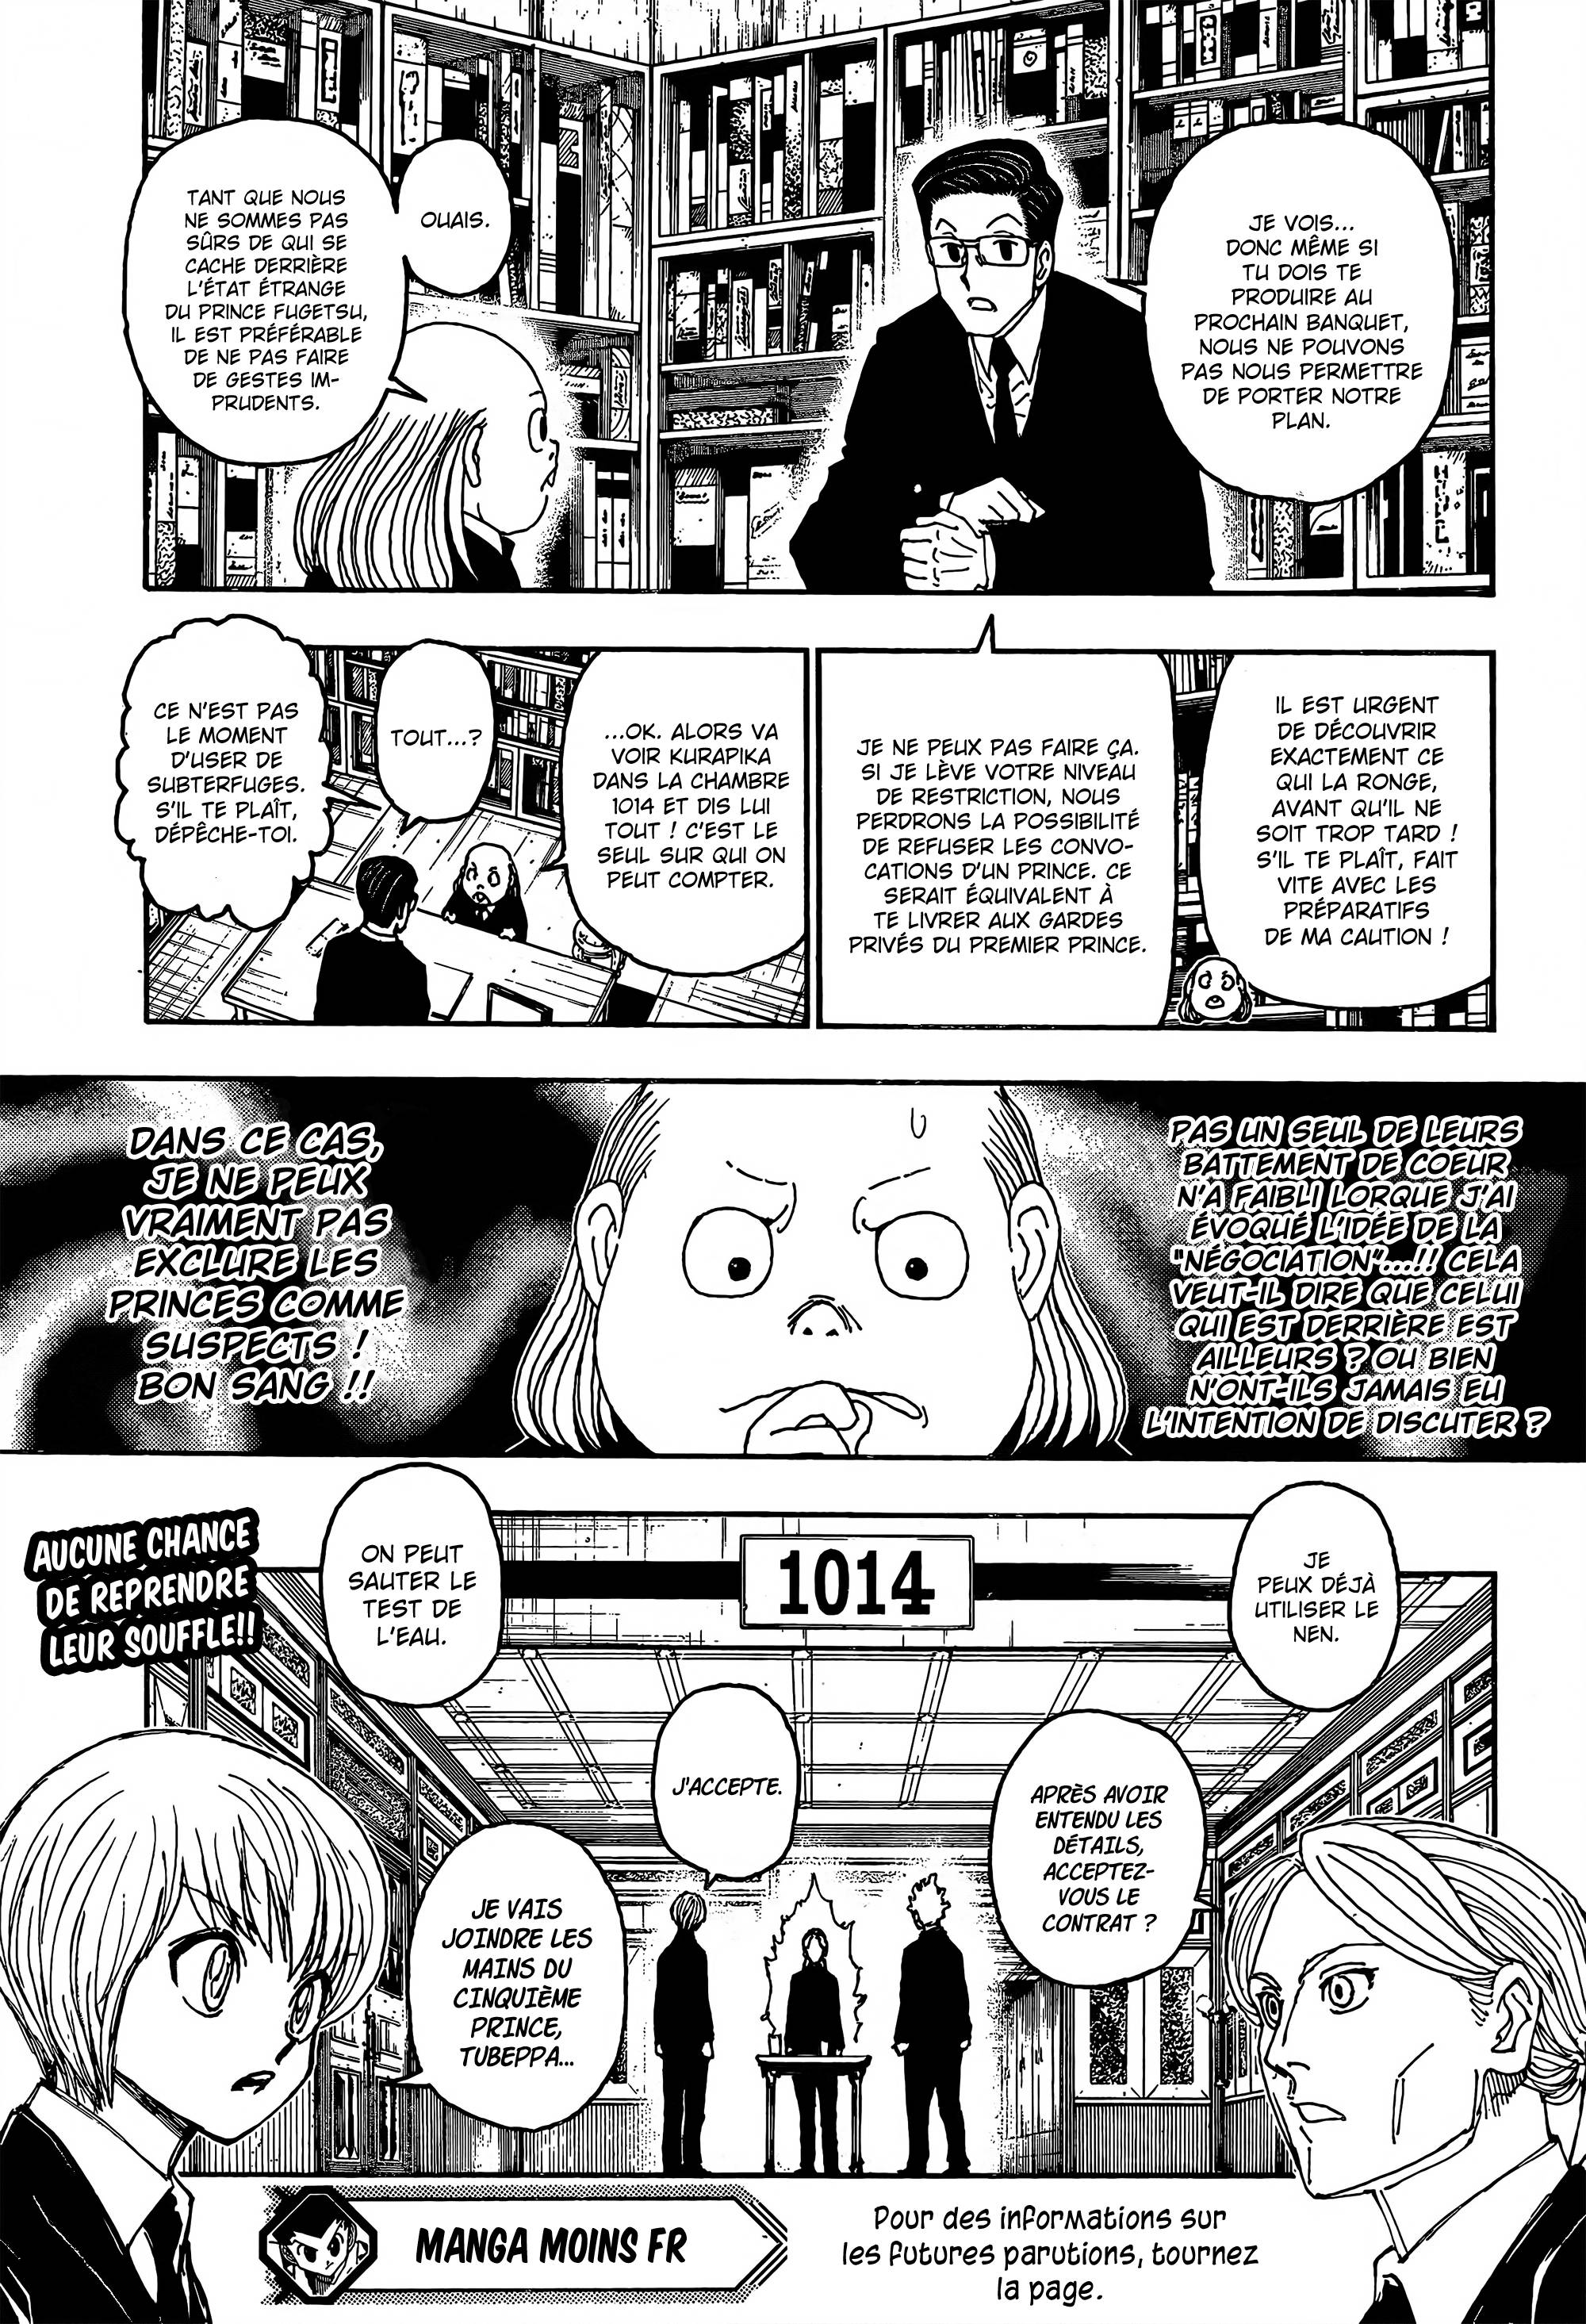 JE VOIS...
DONC MÊME SI
TU DOIS TE
PRODUIRE AU
PROCHAIN BANQUET,
NOUS NE POUVONS
PAS NOUS PERMETTRE
DE PORTER NOTRE
PLAN.
OUAIS.
TANT QUE NOUS
NE SOMMES PAS
SÛRS DE QUI SE
CACHE DERRIÈRE
L'ÉTAT ÉTRANGE
DU PRINCE FUGETSU,
IL EST PRÉFÉRABLE
DE NE PAS FAIRE
DE GESTES IM-
PRUDENTS.
IL EST URGENT
DE DÉCOUVRIR
EXACTEMENT CE
QUI LA RONGE,
AVANT QU'IL NE
SOIT TROP TARD !
S'IL TE PLAÎT, FAIT
VITE AVEC LES
PRÉPARATIFS
DE MA CAUTION !
JE NE PEUX PAS FAIRE ÇA.
SI JE LÈVE VOTRE NIVEAU
DE RESTRICTION, NOUS
PERDRONS LA POSSIBILITÉ
DE REFUSER LES CONVO-
CATIONS D'UN PRINCE. CE
SERAIT ÉQUIVALENT À
TE LIVRER AUX GARDES
PRIVÉS DU PREMIER PRINCE.
...OK. ALORS VA
VOIR KURAPIKA
DANS LA CHAMBRE
1014 ET DIS LUI
TOUT ! C'EST LE
SEUL SUR QUI ON
PEUT COMPTER.
TOUT...?
CE N'EST PAS
LE MOMENT
D'USER DE
SUBTERFUGES.
S'IL TE PLAÎT,
DÉPÊCHE-TOI.
PAS UN SEUL DE LEURS
BATTEMENT DE COEUR
N'A FAIBLI LORQUE J'AI
ÉVOQUÉ L'IDÉE DE LA
"NÉGOCIATION"...!! CELA
VEUT-IL DIRE QUE CELUI
QUI EST DERRIÈRE EST
AILLEURS ? OU BIEN
N'ONT-ILS JAMAIS EU
L'INTENTION DE DISCUTER ?
DANS CE CAS,
JE NE PEUX
VRAIMENT PAS
EXCLURE LES
PRINCES COMME
SUSPECTS !
BON SANG !!
1014
JE
PEUX DÉJÀ
UTILISER LE
NEN.
ON PEUT
SAUTER LE
TEST DE
L'EAU.
AUCUNE CHANCE
DE REPRENDRE
LEUR SOUFFLE!!
APRÈS AVOIR
ENTENDU LES
DÉTAILS,
ACCEPTEZ-
VOUS LE
CONTRAT ?
J'ACCEPTE.
JE VAIS
JOINDRE LES
MAINS DU
CINQUIÈME
PRINCE,
TUBEPPA...
MANGA MOINS FR
Pour des informations sur
les futures parutions, tournez
la page.